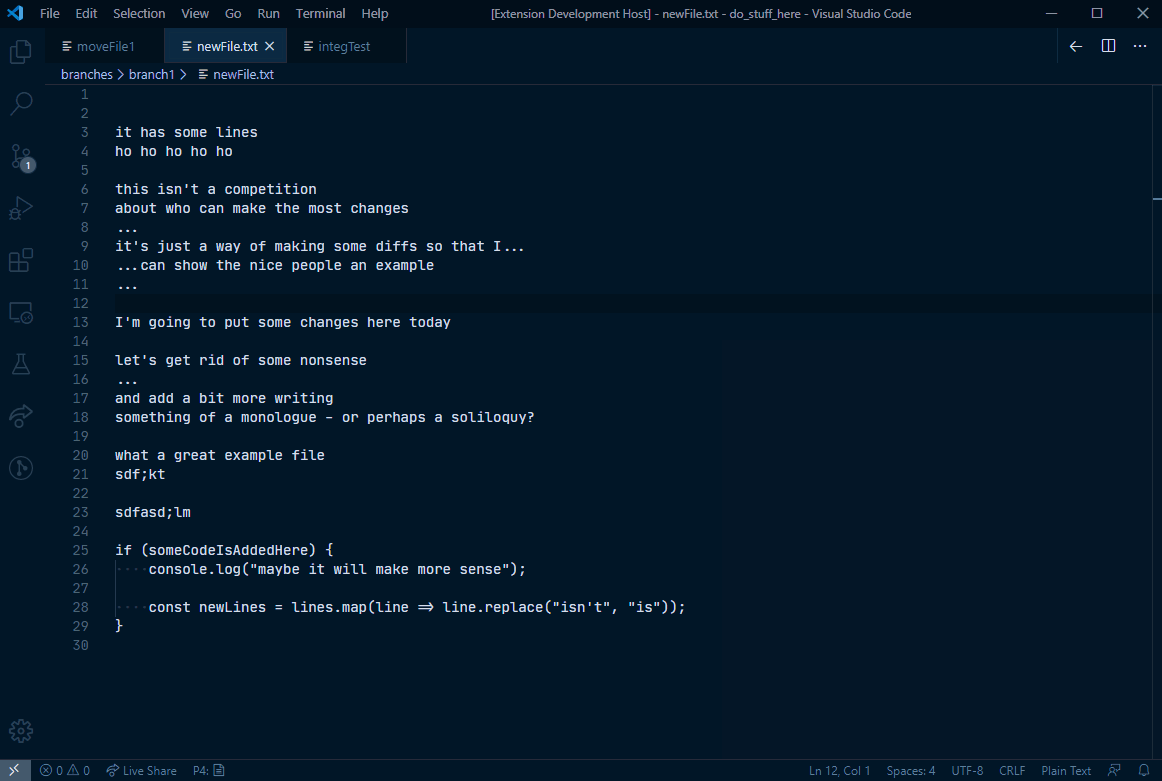 File Edit Selection View Go Run Terminal Help [Extension Development Host] - newFile.txt - do_stuff_here - Visual Studio Code
moveFile1 newFile.txt integTest
branches > branch1 > newFile.txt
1
2
3 it has some lines
4 ho ho ho ho ho
5
6 this isn't a competition
7 about who can make the most changes
8 ...
9 it's just a way of making some diffs so that I...
10 ...can show the nice people an example
11 ...
12
13 I'm going to put some changes here today
14
15 let's get rid of some nonsense
16 ...
17 and add a bit more writing
18 something of a monologue - or perhaps a soliloquy?
19
20 what a great example file
21 sdf;kt
22
23 sdfasd;lm
24
25 if (someCodeIsAddedHere) {
26 ····console.log("maybe it will make more sense");
27
28 ····const newLines = lines.map(line => line.replace("isn't", "is"));
29 }
30
1
0 0 Live Share P4: Ln 12, Col 1 Spaces: 4 UTF-8 CRLF Plain Text